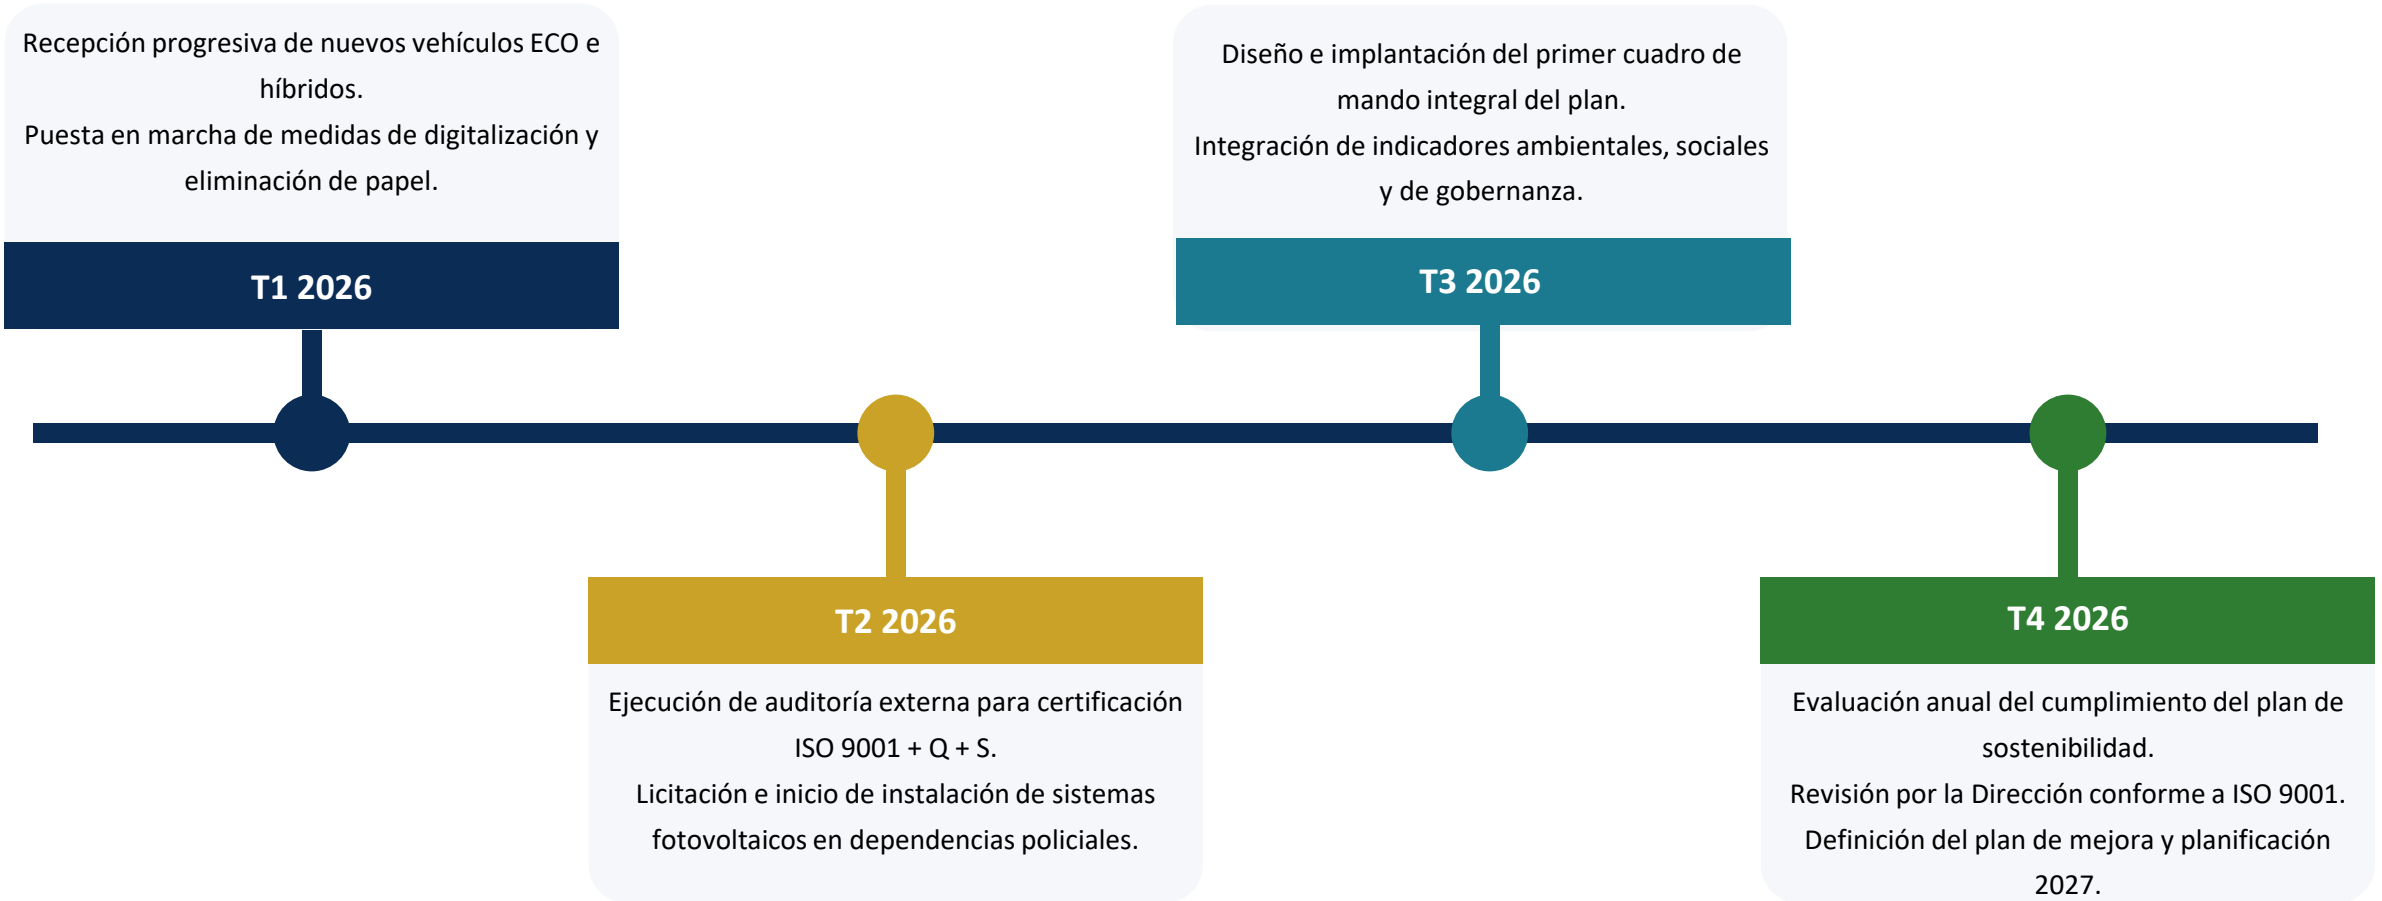 Recepción progresiva de nuevos vehículos ECO e
híbridos.
Puesta en marcha de medidas de digitalización y
eliminación de papel.
T1 2026
T2 2026
Ejecución de auditoría externa para certificación
ISO 9001 + Q + S.
Licitación e inicio de instalación de sistemas
fotovoltaicos en dependencias policiales.
Diseño e implantación del primer cuadro de
mando integral del plan.
Integración de indicadores ambientales, sociales
y de gobernanza.
T3 2026
T4 2026
Evaluación anual del cumplimiento del plan de
sostenibilidad.
Revisión por la Dirección conforme a ISO 9001.
Definición del plan de mejora y planificación
2027.